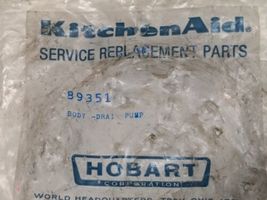 KitchenAid.
SERVICE REPLACEMENT PARTS
89351
BODY -DRAI PUMP
HOBART
CORPORATION
WORLD HEADQUARTERS, TROY, OHIO